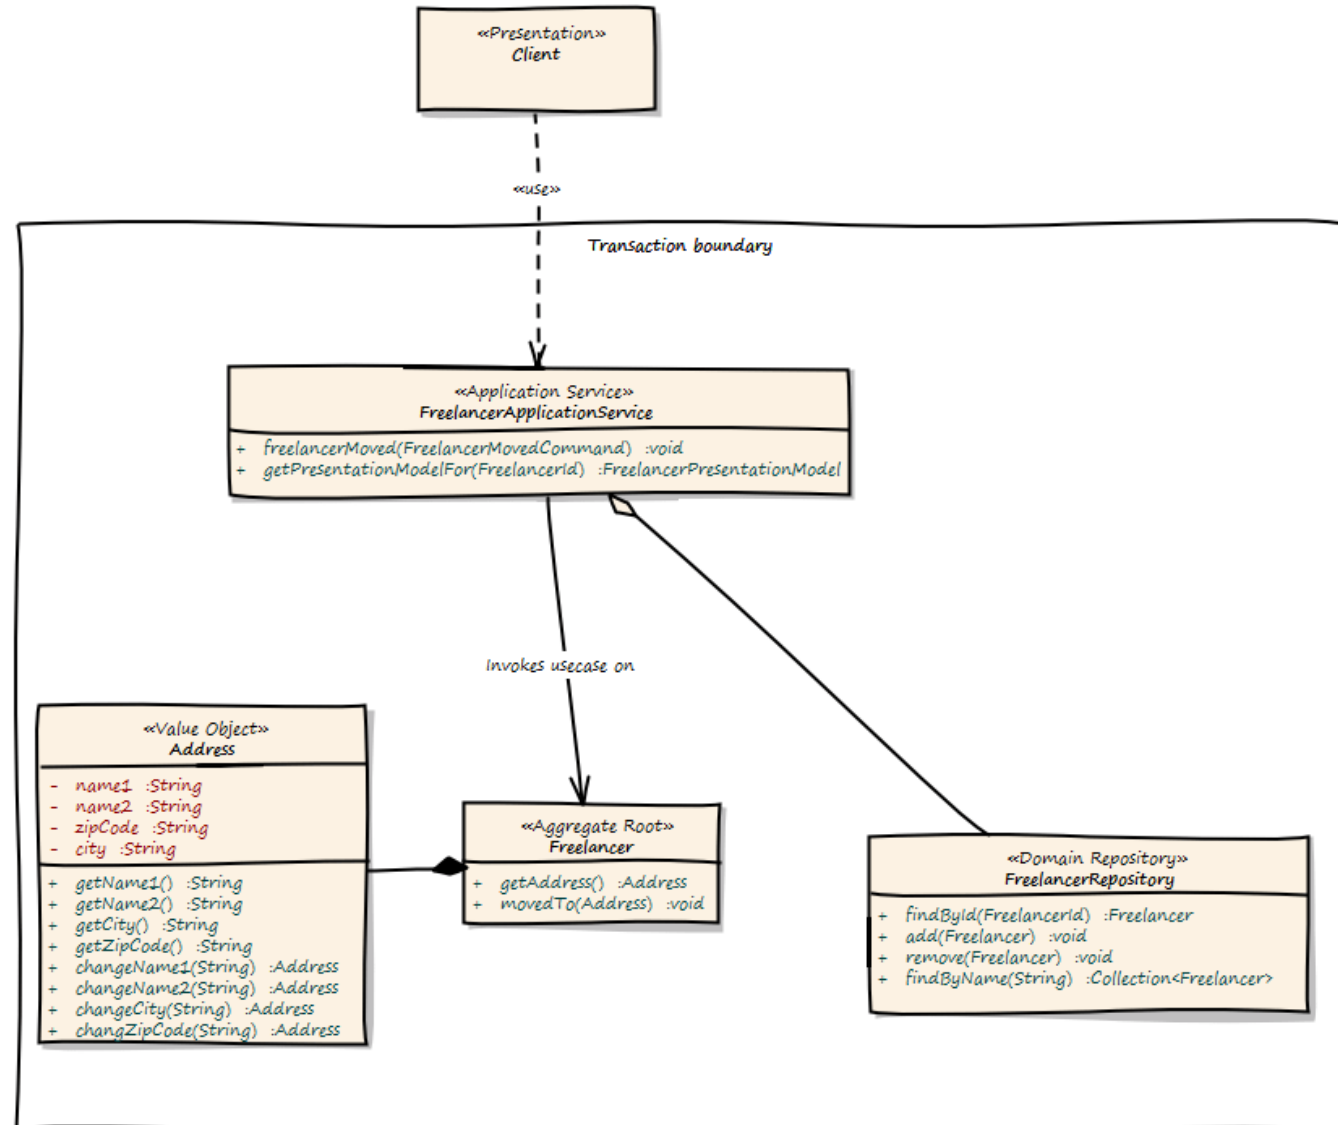 «Presentation»
Client
«use»
Transaction boundary
«Application Service»
FreelancerApplicationService
+ freelancerMoved(FreelancerMovedCommand) :void
+ getPresentationModelFor(FreelancerId) :FreelancerPresentationModel
Invokes usecase on
«Value Object»
Address
- name1 :String
- name2 :String
- zipCode :String
- city :String
+ getName1() :String
+ getName2() :String
+ getCity() :String
+ getZipCode() :String
+ changeName1(String) :Address
+ changeName2(String) :Address
+ changeCity(String) :Address
+ changZipCode(String) :Address
«Aggregate Root»
Freelancer
+ getAddress() :Address
+ movedTo(Address) :void
«Domain Repository»
FreelancerRepository
+ findById(FreelancerId) :Freelancer
+ add(Freelancer) :void
+ remove(Freelancer) :void
+ findByName(String) :Collection<Freelancer>